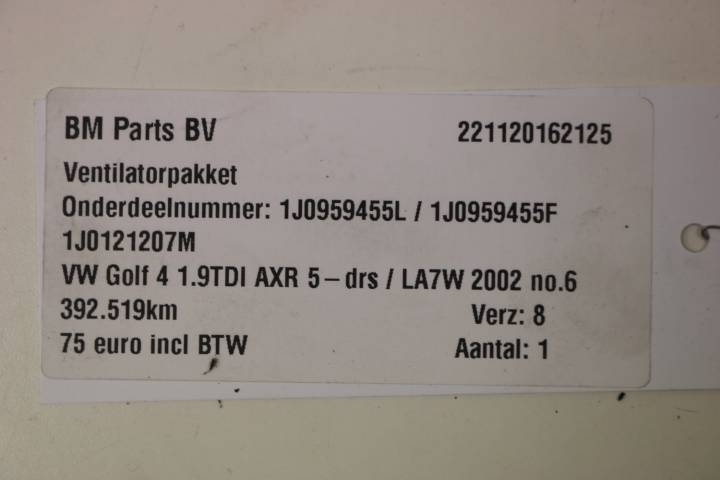 BM Parts BV 221120162125
Ventilatorpakket
Onderdeelnummer: 1J0959455L / 1J0959455F
1J0121207M
VW Golf 4 1.9TDI AXR 5-drs / LA7W 2002 no.6
392.519km Verz: 8
75 euro incl BTW Aantal: 1